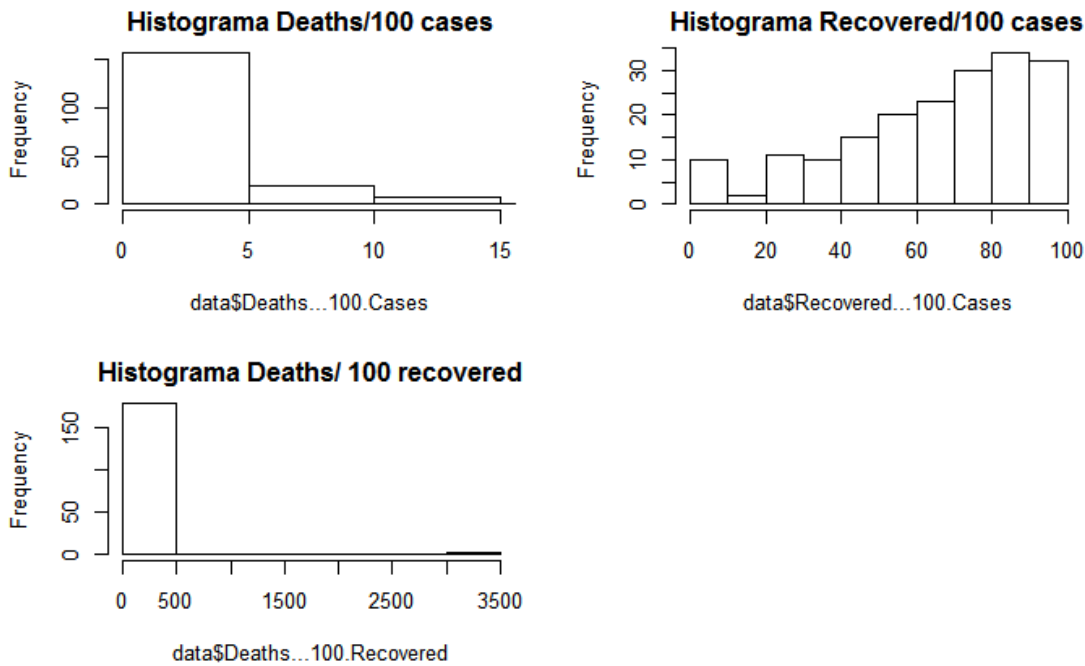 Histograma Deaths/100 cases
Frequency
0 50 100
0 5 10 15
data$Deaths...100.Cases
Histograma Recovered/100 cases
Frequency
0 10 20 30
0 20 40 60 80 100
data$Recovered...100.Cases
Histograma Deaths/ 100 recovered
Frequency
0 50 150
0 500 1500 2500 3500
data$Deaths...100.Recovered